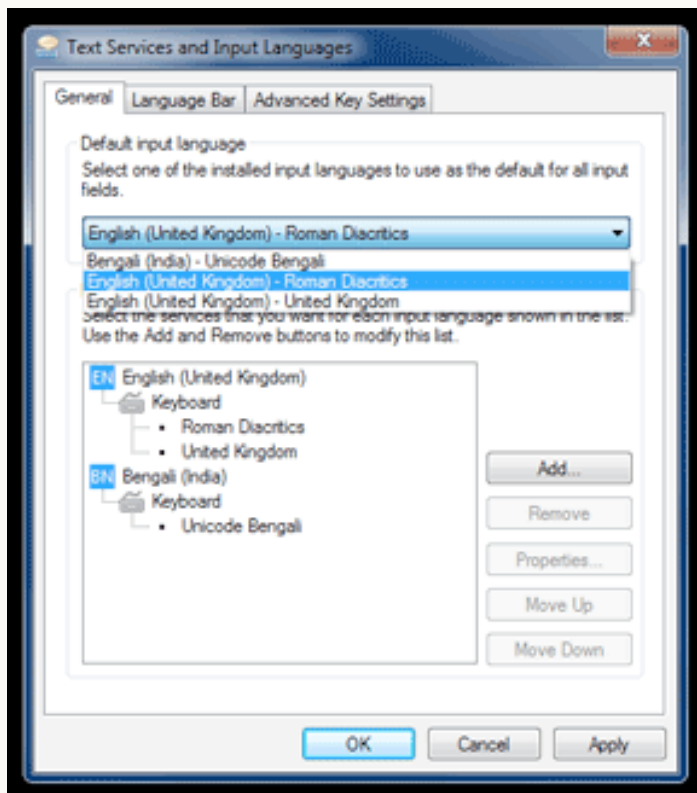 Text Services and Input Languages
General
Language Bar
Advanced Key Settings
Default input language
Select one of the installed input languages to use as the default for all input
fields.
English (United Kingdom) - Roman Diacritics
Bengali (India) - Unicode Bengali
English (United Kingdom) - Roman Diacritics
English (United Kingdom) - United Kingdom
Select the services that you want for each input language shown in the list.
Use the Add and Remove buttons to modify this list.
EN English (United Kingdom)
Keyboard
• Roman Diacritics
• United Kingdom
BN Bengali (India)
Keyboard
• Unicode Bengali
Add...
Remove
Properties...
Move Up
Move Down
OK
Cancel
Apply